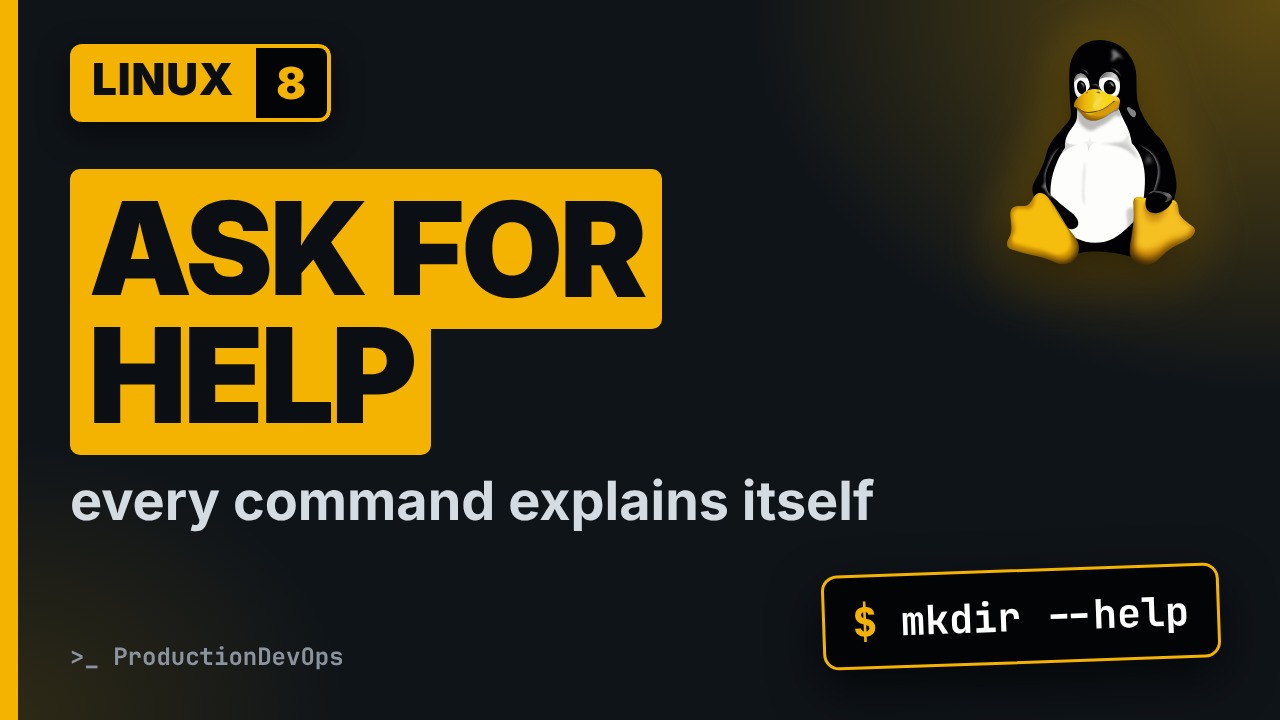 LINUX 8
ASK FOR
HELP
every command explains itself
$ mkdir --help
>_ ProductionDevOps